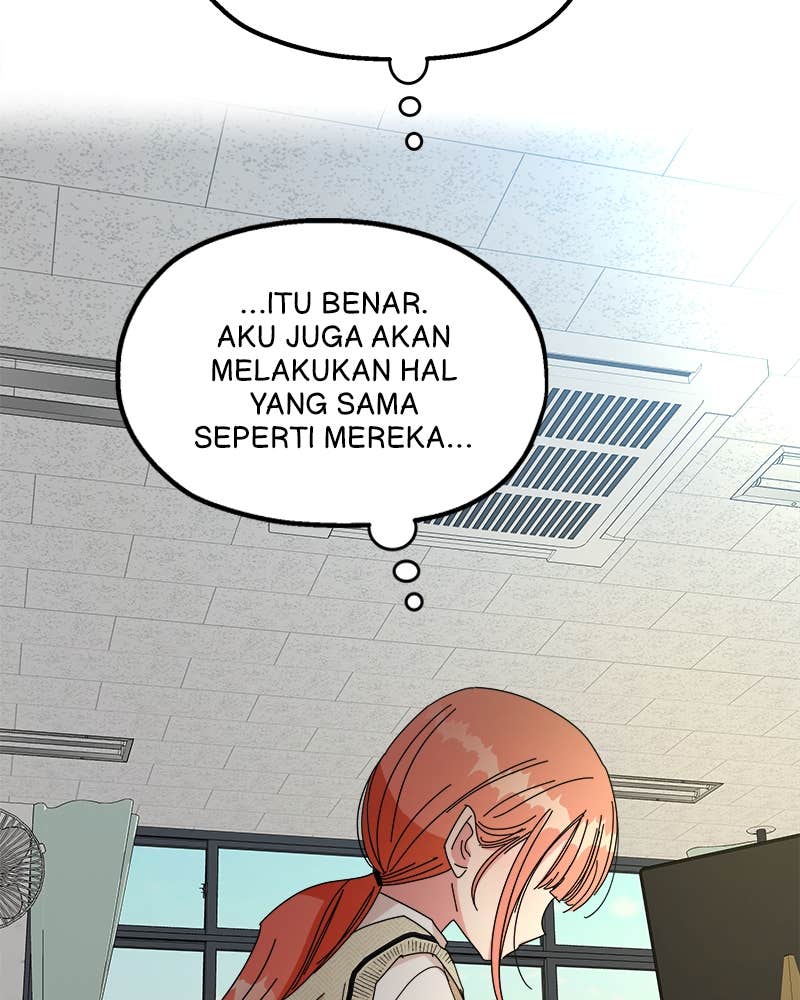 ...ITU BENAR.
AKU JUGA AKAN
MELAKUKAN HAL
YANG SAMA
SEPERTI MEREKA...